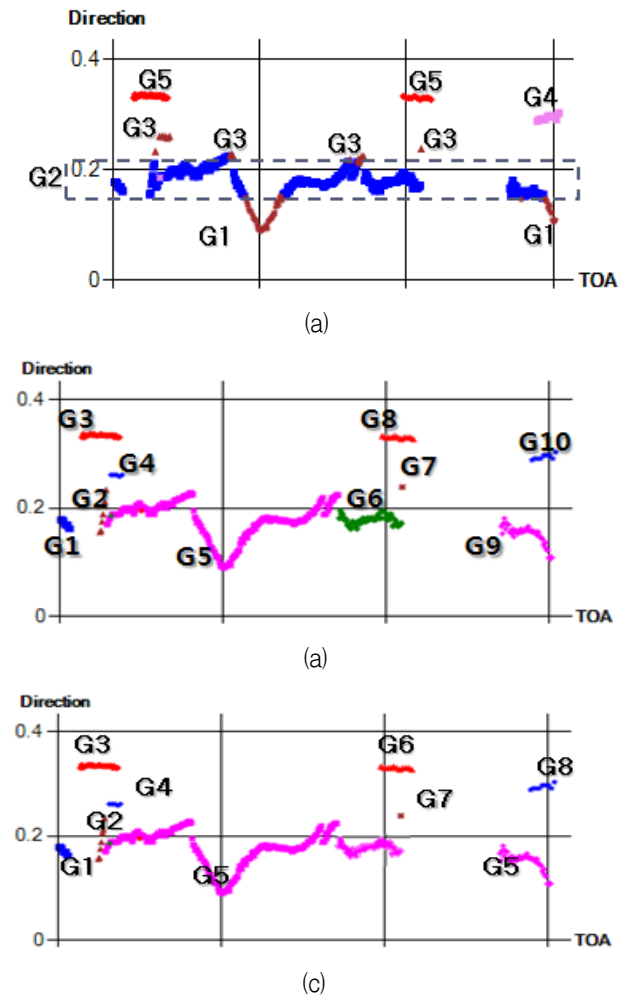 Direction
0.4
G5 G5 G4
G3 G3 G3 G3
G2 0.2
G1 G1
0 TOA
(a)
Direction
0.4
G3 G8 G10
G4 G7
0.2 G2 G6
G1 G5 G9
0 TOA
(a)
Direction
0.4
G3 G6 G8
G4 G7
0.2 G2
G1 G5 G5
0 TOA
(c)